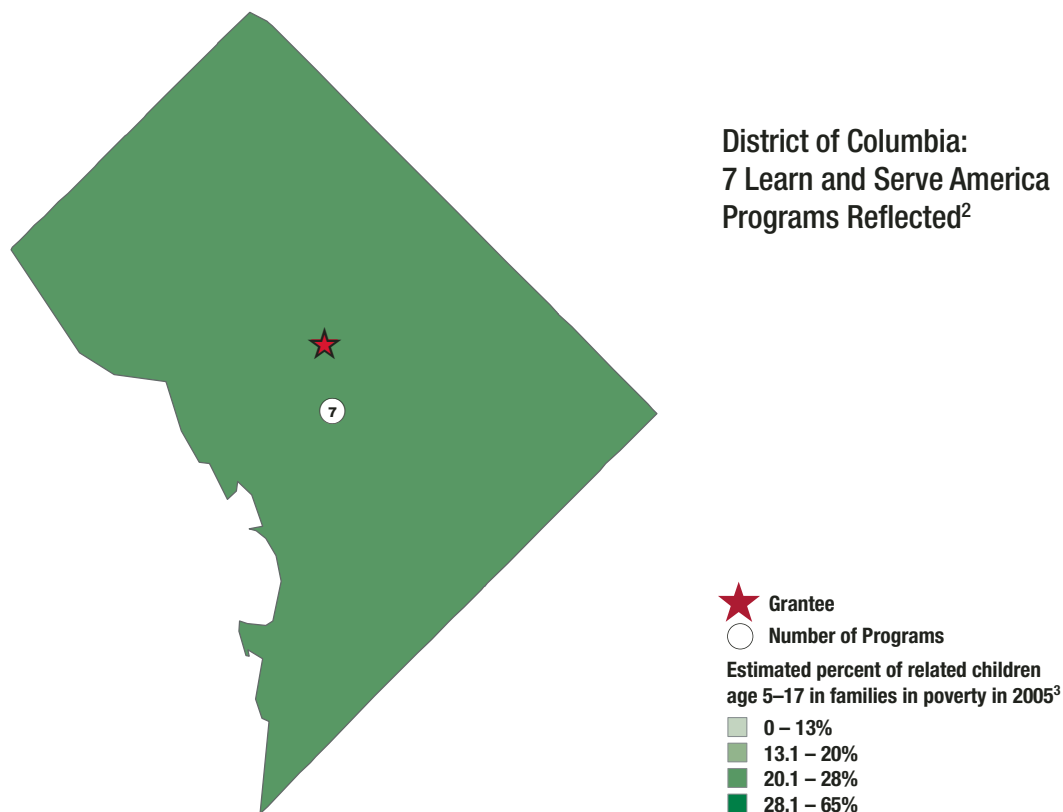 District of Columbia:
7 Learn and Serve America
Programs Reflected²
7
Grantee
Number of Programs
Estimated percent of related children
age 5–17 in families in poverty in 2005³
0 – 13%
13.1 – 20%
20.1 – 28%
28.1 – 65%